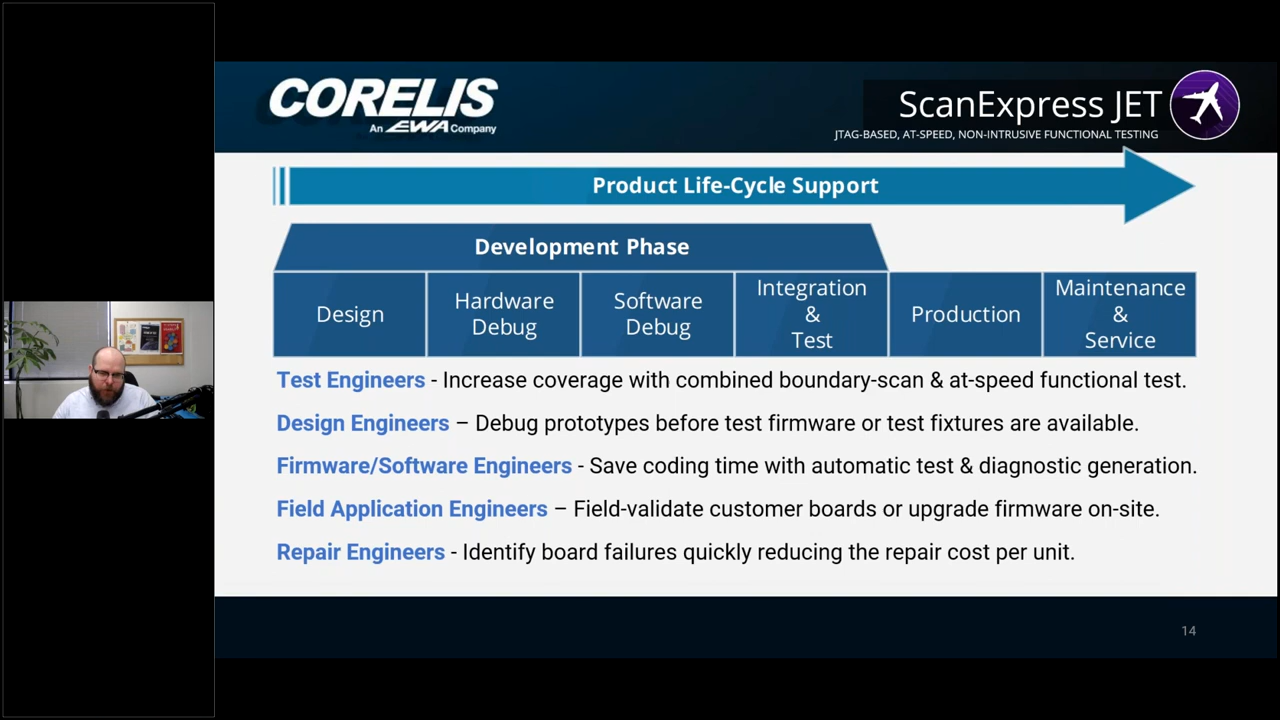 CORELIS
An EWA Company
ScanExpress JET
JTAG-BASED, AT-SPEED, NON-INTRUSIVE FUNCTIONAL TESTING
Product Life-Cycle Support
Development Phase
Design
Hardware
Debug
Software
Debug
Integration
&
Test
Production
Maintenance
&
Service
Test Engineers - Increase coverage with combined boundary-scan & at-speed functional test.
Design Engineers – Debug prototypes before test firmware or test fixtures are available.
Firmware/Software Engineers - Save coding time with automatic test & diagnostic generation.
Field Application Engineers – Field-validate customer boards or upgrade firmware on-site.
Repair Engineers - Identify board failures quickly reducing the repair cost per unit.
14